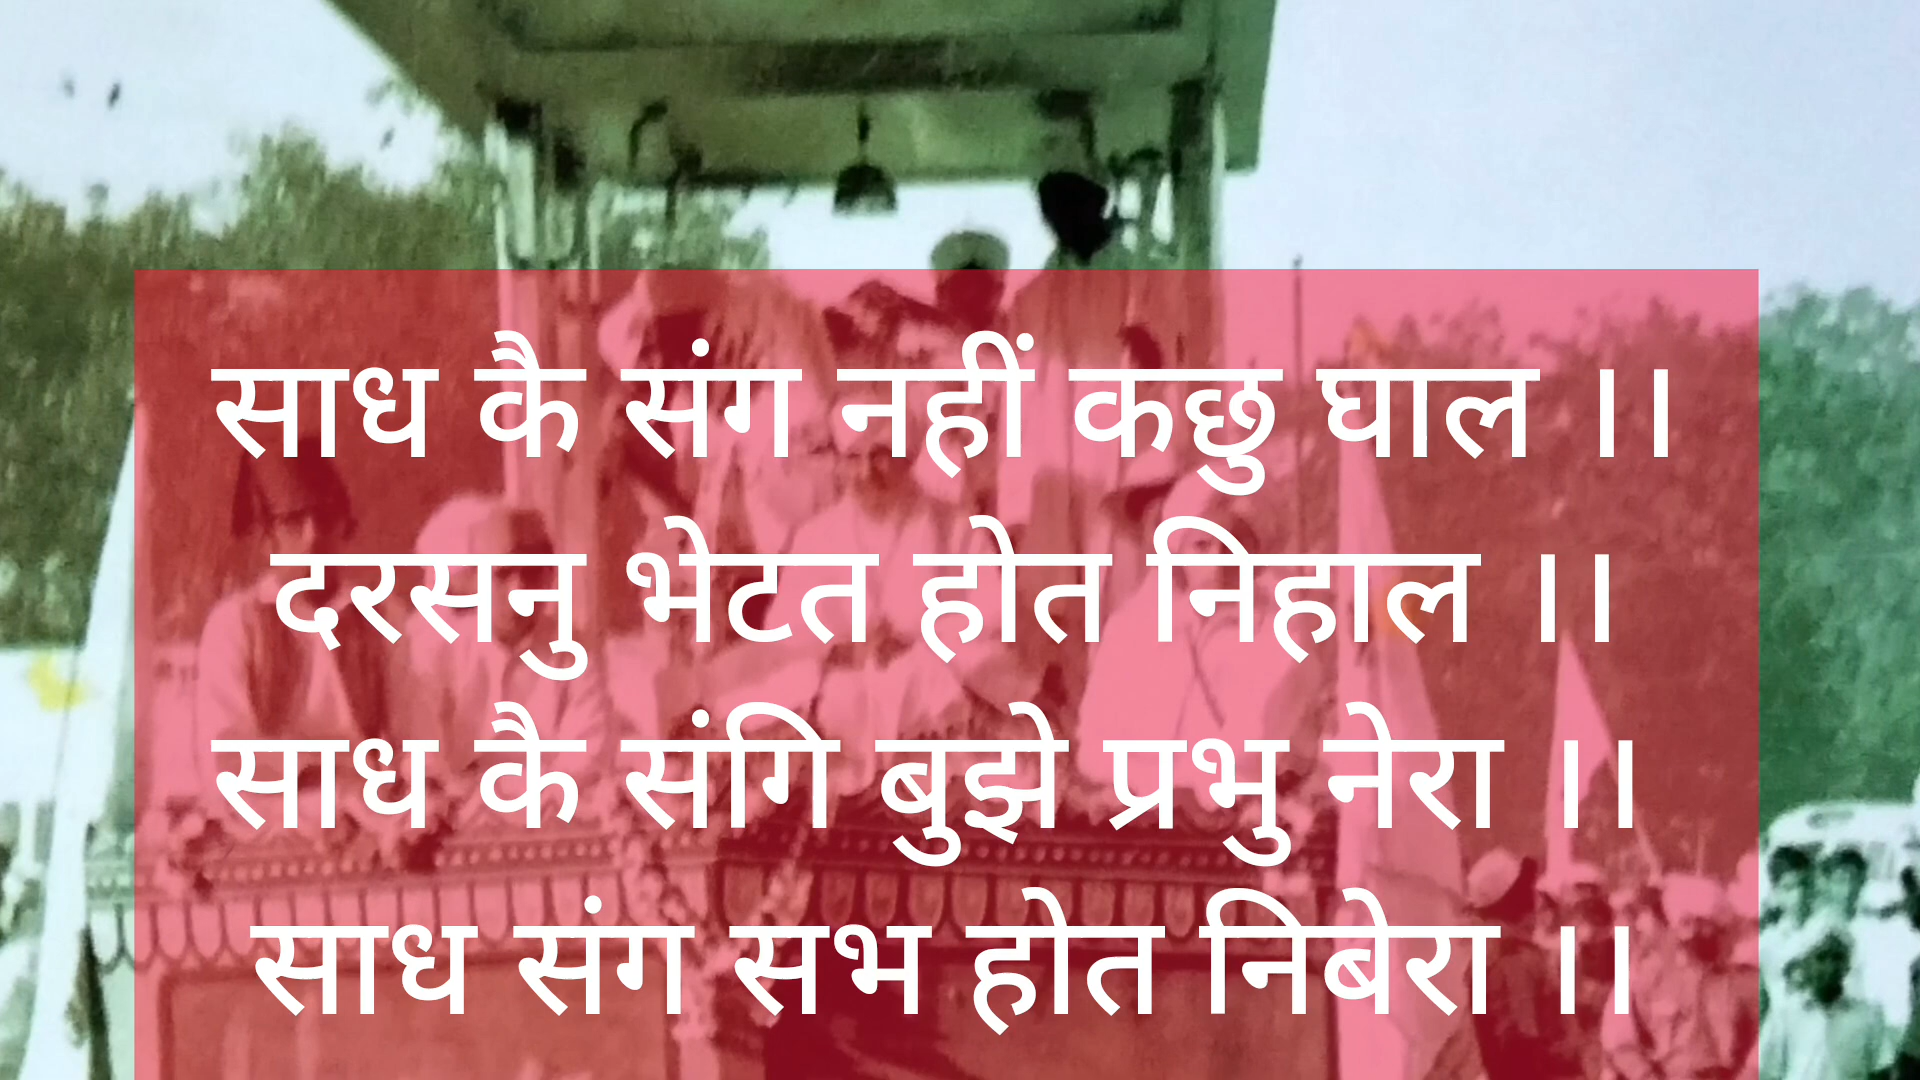 साध कै संग नहीं कछु घाल ।।
दरसनु भेटत होत निहाल ।।
साध कै संगि बुझे प्रभु नेरा ।।
साध संग सभ होत निबेरा ।।